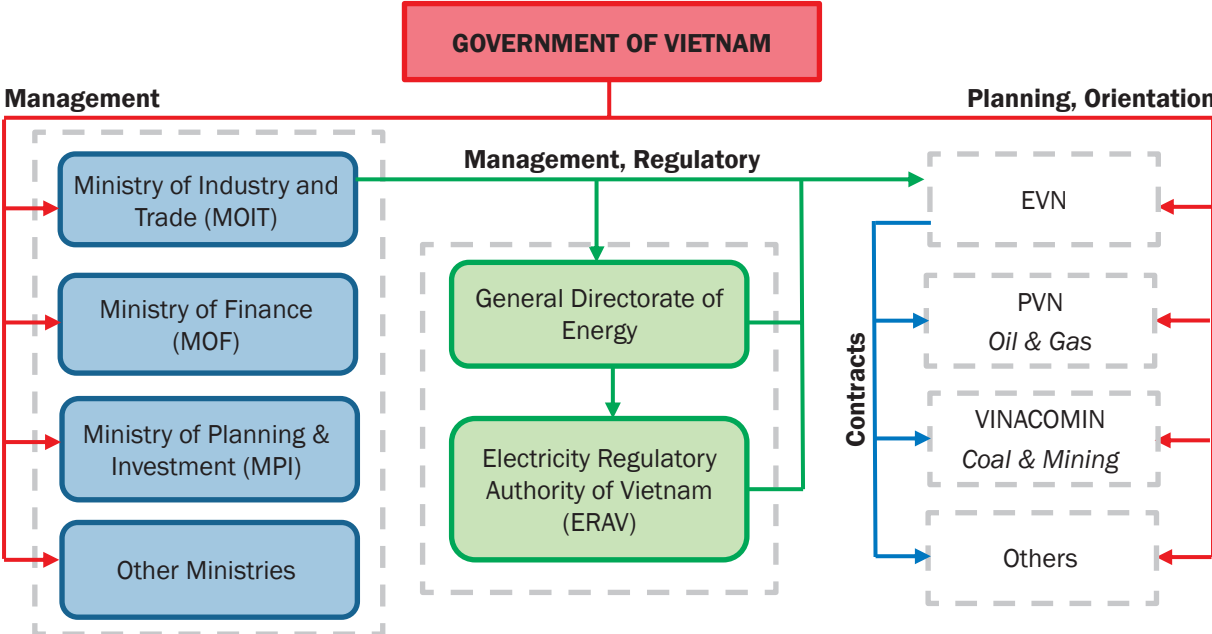 GOVERNMENT OF VIETNAM
Management
Planning, Orientation
Management, Regulatory
Ministry of Industry and
Trade (MOIT)
EVN
General Directorate of
Energy
Ministry of Finance
(MOF)
PVN
Oil & Gas
Contracts
Ministry of Planning &
Investment (MPI)
VINACOMIN
Coal & Mining
Electricity Regulatory
Authority of Vietnam
(ERAV)
Other Ministries
Others